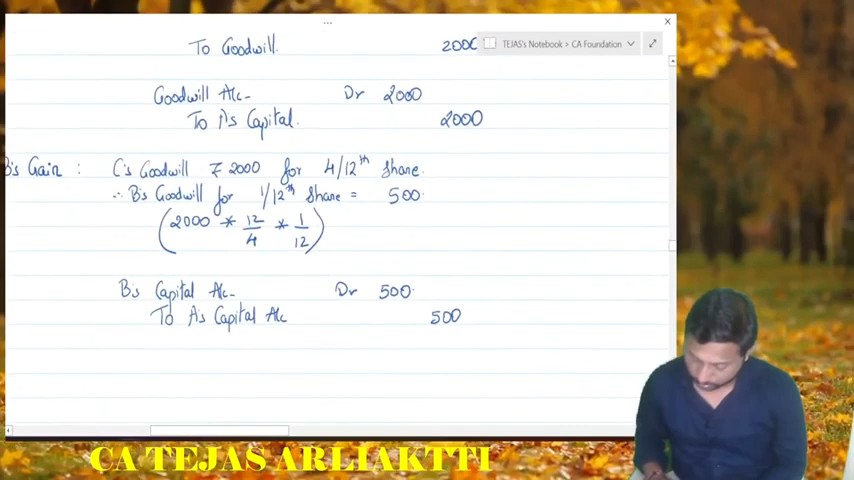 To Goodwill. 2000
TEJAS's Notebook > CA Foundation
Goodwill A/c- Dr 2000
To A's Capital. 2000
B's Gain : C's Goodwill ₹ 2000 for 4/12th Share.
∴ B's Goodwill for 1/12th Share = 500.
(2000 * 12/4 * 1/12)
B's Capital A/c- Dr 500.
To A's Capital A/c 500
CA TEJAS ARLIAKTTI